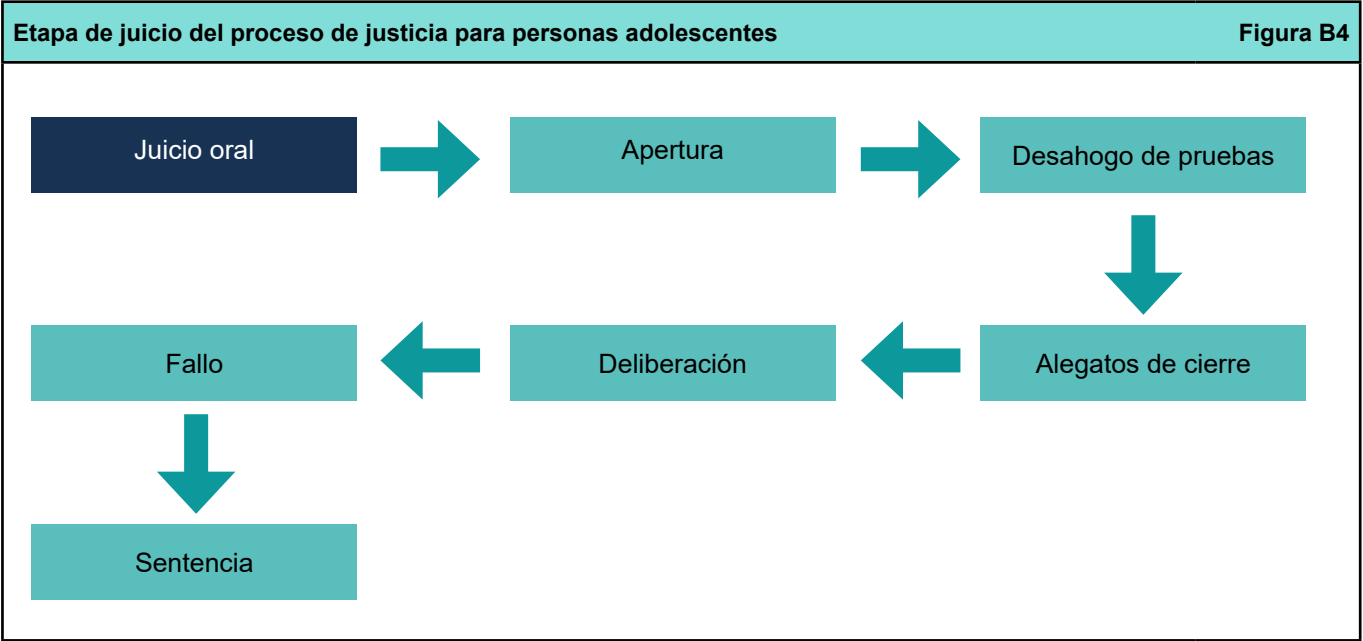 Etapa de juicio del proceso de justicia para personas adolescentes
Figura B4
Juicio oral
Apertura
Desahogo de pruebas
Alegatos de cierre
Deliberación
Fallo
Sentencia